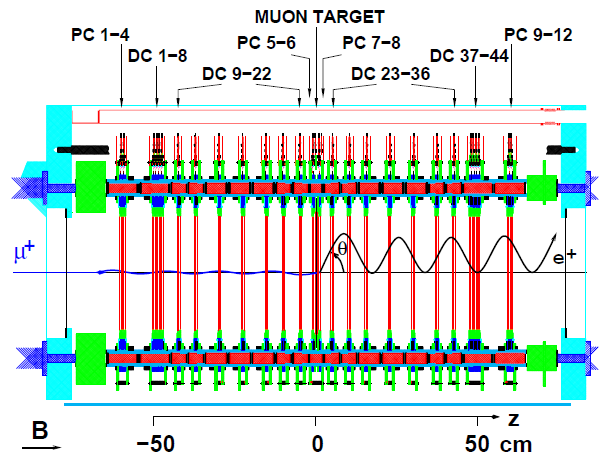 MUON TARGET
PC 1−4
PC 5−6
PC 7−8
PC 9−12
DC 1−8
DC 37−44
DC 9−22
DC 23−36
μ+
θ
e+
z
B
−50
0
50
cm